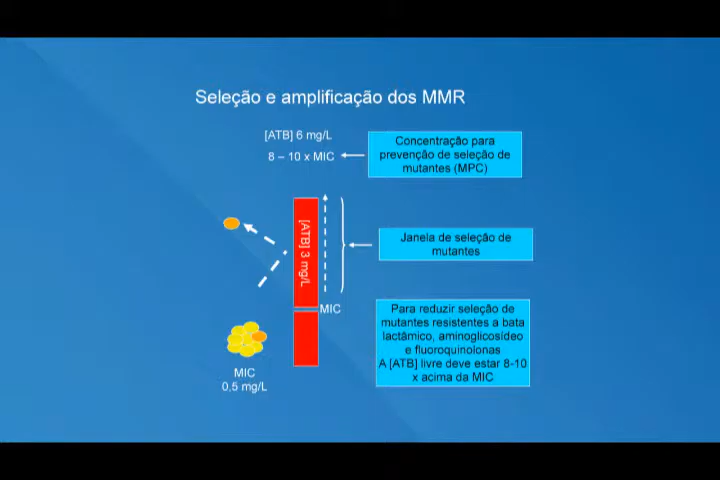 Seleção e amplificação dos MMR
[ATB] 6 mg/L
8 – 10 x MIC
Concentração para
prevenção de seleção de
mutantes (MPC)
[ATB] 3 mg/L
Janela de seleção de
mutantes
MIC
Para reduzir seleção de
mutantes resistentes a bata
lactâmico, aminoglicosídeo
e fluoroquinolonas
A [ATB] livre deve estar 8-10
x acima da MIC
MIC
0,5 mg/L